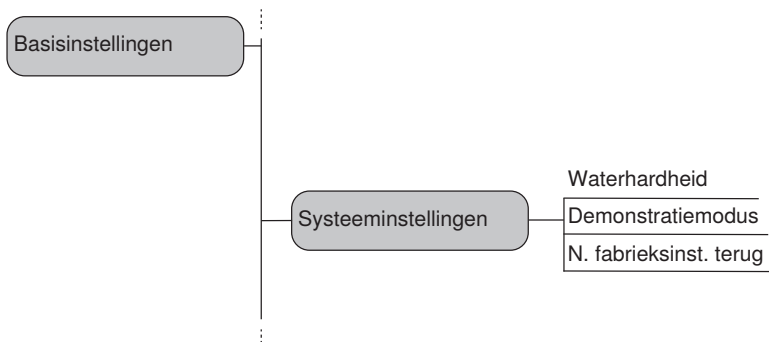 Basisinstellingen
Systeeminstellingen
Waterhardheid
Demonstratiemodus
N. fabrieksinst. terug